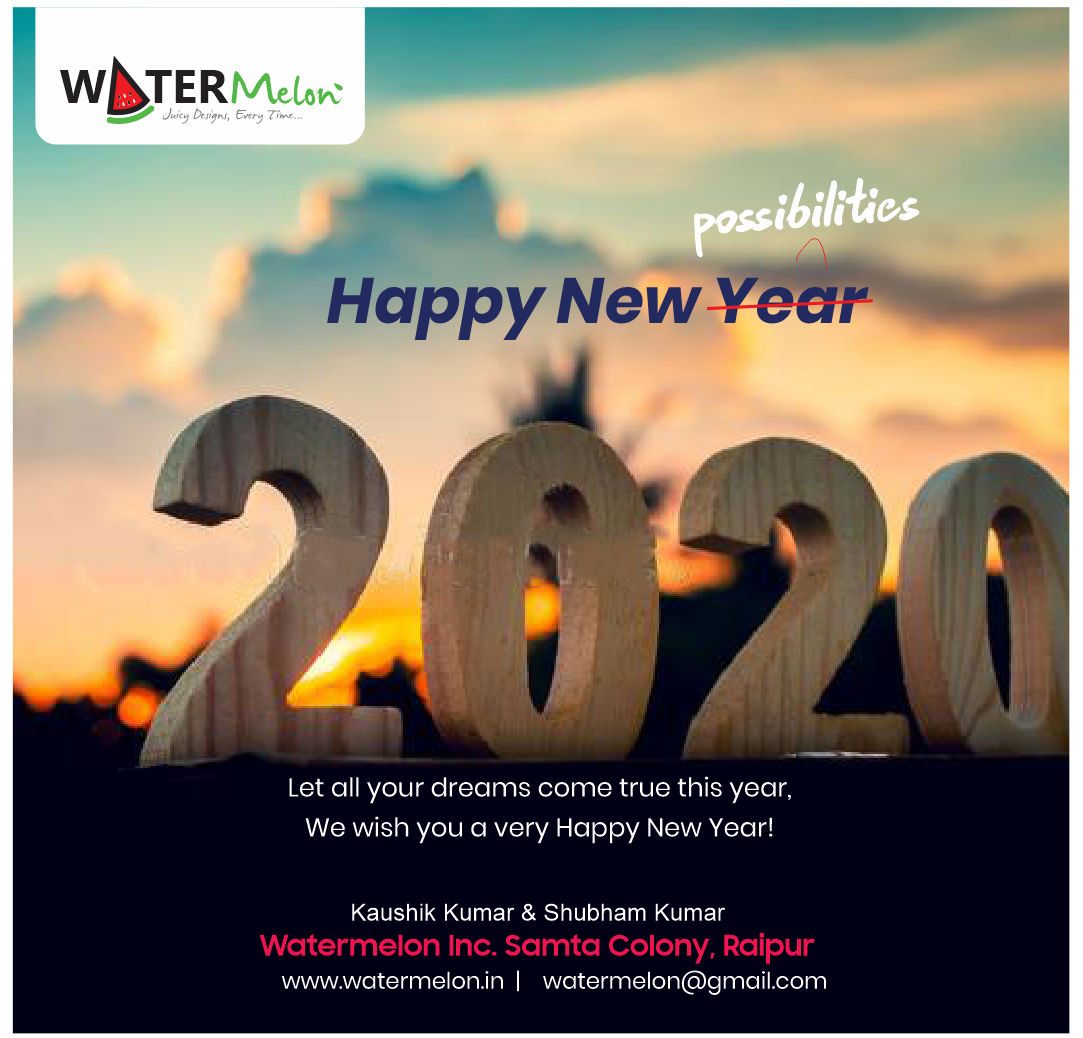 WATERMelon
Juicy Designs, Every Time...
possibilities
Happy New Year
2020
Let all your dreams come true this year,
We wish you a very Happy New Year!
Kaushik Kumar & Shubham Kumar
Watermelon Inc. Samta Colony, Raipur
www.watermelon.in | watermelon@gmail.com